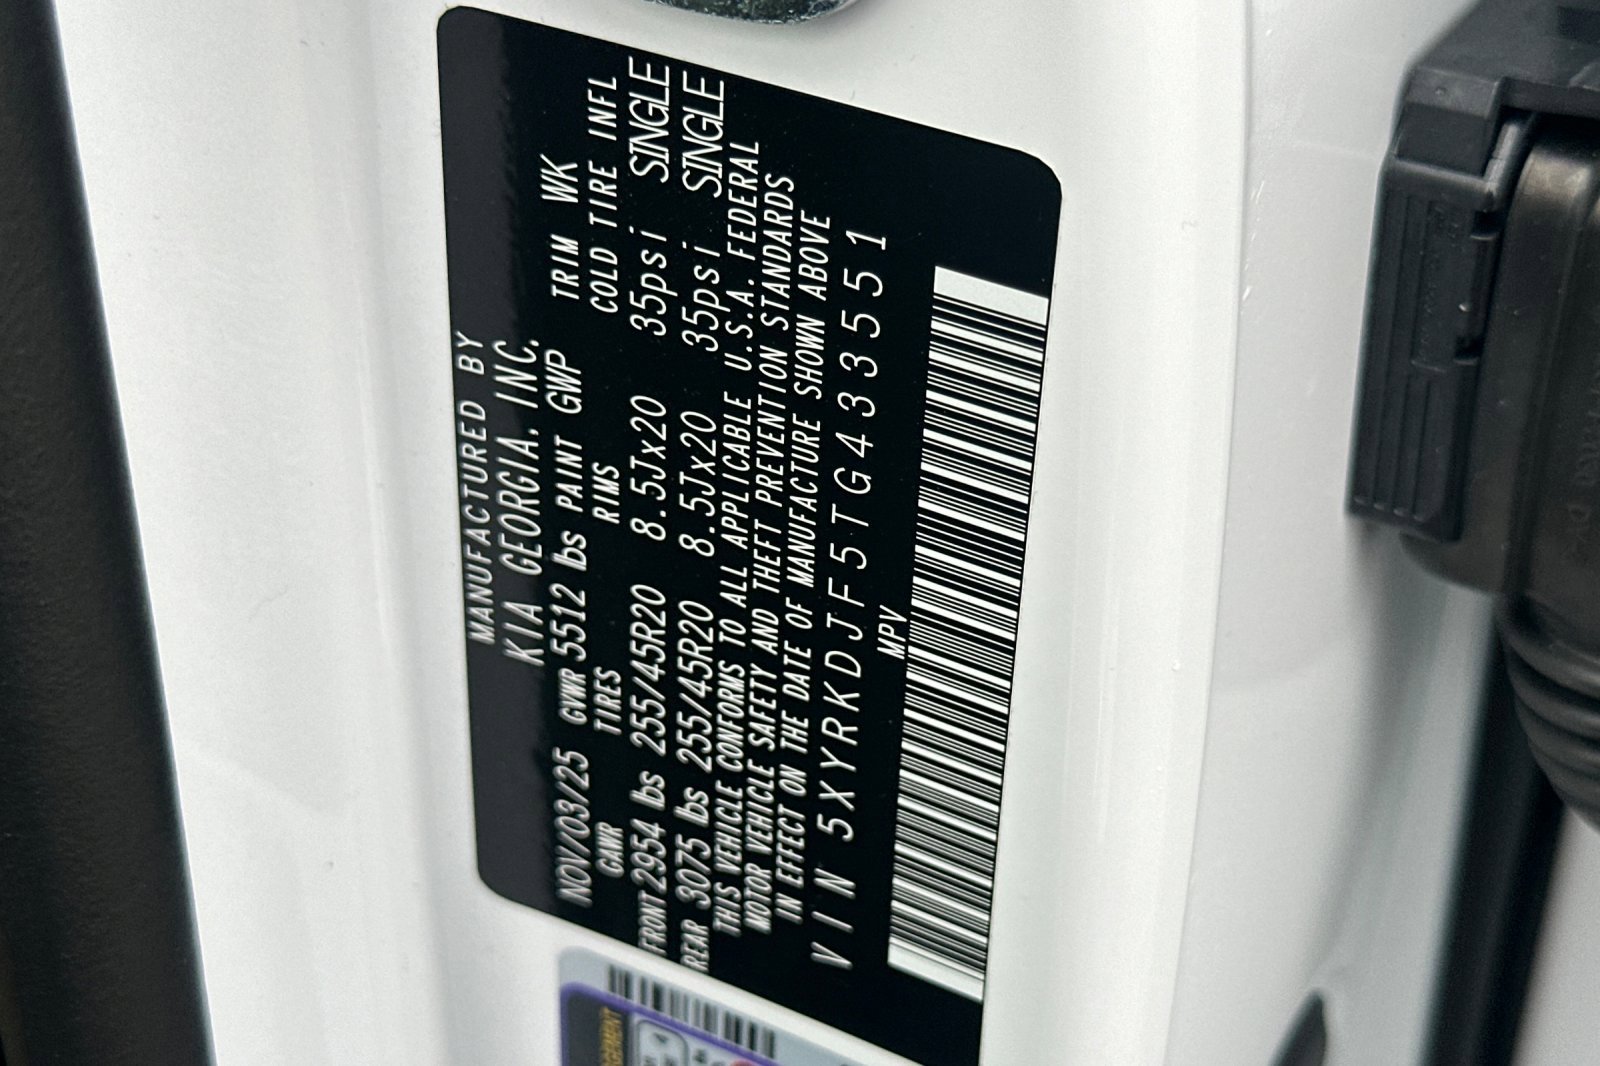 MANUFACTURED BY
KIA GEORGIA, INC.
NOV/03/25 GVWR 5512 lbs PAINT GWP TRIM WK
GAWR TIRES RIMS COLD TIRE INFL
FRONT 2954 lbs 255/45R20 8.5Jx20 35psi SINGLE
REAR 3075 lbs 255/45R20 8.5Jx20 35psi SINGLE
THIS VEHICLE CONFORMS TO ALL APPLICABLE U.S.A. FEDERAL
MOTOR VEHICLE SAFETY AND THEFT PREVENTION STANDARDS
IN EFFECT ON THE DATE OF MANUFACTURE SHOWN ABOVE
VIN 5XYRKDJF5TG433551
MPV